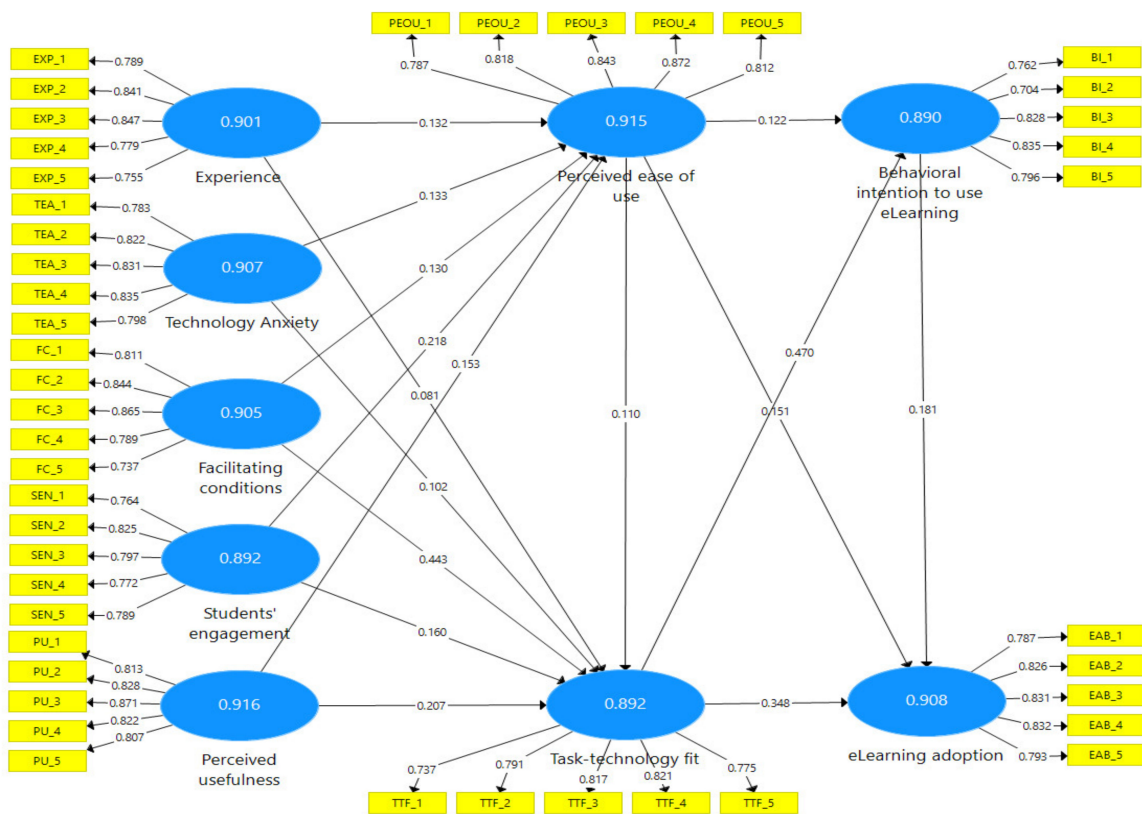 PEOU_1
PEOU_2
PEOU_3
PEOU_4
PEOU_5
0.787
0.818
0.843
0.872
0.812
EXP_1
EXP_2
EXP_3
EXP_4
EXP_5
0.789
0.841
0.847
0.779
0.755
0.901
Experience
0.132
0.915
Perceived ease of
use
0.122
0.890
Behavioral
intention to use
eLearning
0.762
0.704
0.828
0.835
0.796
BI_1
BI_2
BI_3
BI_4
BI_5
TEA_1
TEA_2
TEA_3
TEA_4
TEA_5
0.783
0.822
0.831
0.835
0.798
0.907
Technology Anxiety
0.133
0.130
0.218
0.153
0.081
0.470
0.151
0.110
0.181
FC_1
FC_2
FC_3
FC_4
FC_5
0.811
0.844
0.865
0.789
0.737
0.905
Facilitating
conditions
0.102
0.443
SEN_1
SEN_2
SEN_3
SEN_4
SEN_5
0.764
0.825
0.797
0.772
0.789
0.892
Students'
engagement
0.160
PU_1
PU_2
PU_3
PU_4
PU_5
0.813
0.828
0.871
0.822
0.807
0.916
Perceived
usefulness
0.207
0.892
Task-technology fit
0.348
0.908
eLearning adoption
0.787
0.826
0.831
0.832
0.793
EAB_1
EAB_2
EAB_3
EAB_4
EAB_5
0.737
0.791
0.817
0.821
0.775
TTF_1
TTF_2
TTF_3
TTF_4
TTF_5